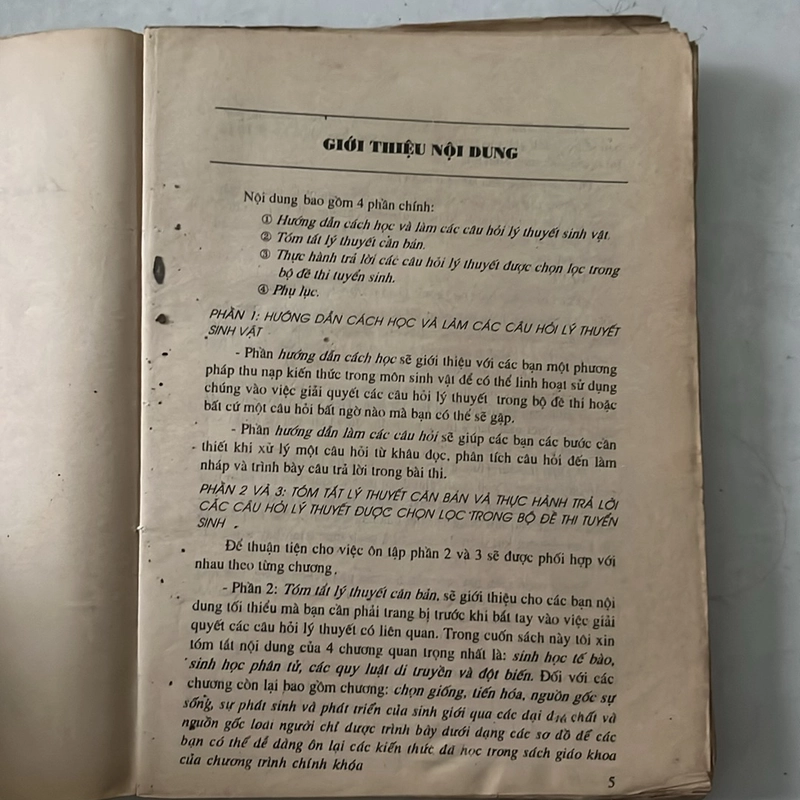 GIỚI THIỆU NỘI DUNG
Nội dung bao gồm 4 phần chính:
① Hướng dẫn cách học và làm các câu hỏi lý thuyết sinh vật.
② Tóm tắt lý thuyết căn bản.
③ Thực hành trả lời các câu hỏi lý thuyết được chọn lọc trong
bộ đề thi tuyển sinh.
④ Phụ lục.
PHẦN 1: HƯỚNG DẪN CÁCH HỌC VÀ LÀM CÁC CÂU HỎI LÝ THUYẾT
SINH VẬT
- Phần hướng dẫn cách học sẽ giới thiệu với các bạn một phương
pháp thu nạp kiến thức trong môn sinh vật để có thể linh hoạt sử dụng
chúng vào việc giải quyết các câu hỏi lý thuyết trong bộ đề thi hoặc
bất cứ một câu hỏi bất ngờ nào mà bạn có thể sẽ gặp.
- Phần hướng dẫn làm các câu hỏi sẽ giúp các bạn các bước cần
thiết khi xử lý một câu hỏi từ khâu đọc, phân tích câu hỏi đến làm
nháp và trình bày câu trả lời trong bài thi.
PHẦN 2 VÀ 3: TÓM TẮT LÝ THUYẾT CĂN BẢN VÀ THỰC HÀNH TRẢ LỜI
CÁC CÂU HỎI LÝ THUYẾT ĐƯỢC CHỌN LỌC TRONG BỘ ĐỀ THI TUYỂN
SINH
Để thuận tiện cho việc ôn tập phần 2 và 3 sẽ được phối hợp với
nhau theo từng chương.
- Phần 2: Tóm tắt lý thuyết căn bản, sẽ giới thiệu cho các bạn nội
dung tối thiểu mà bạn cần phải trang bị trước khi bắt tay vào việc giải
quyết các câu hỏi lý thuyết có liên quan. Trong cuốn sách này tôi xin
tóm tắt nội dung của 4 chương quan trọng nhất là: sinh học tế bào,
sinh học phân tử, các quy luật di truyền và đột biến. Đối với các
chương còn lại bao gồm chương: chọn giống, tiến hóa, nguồn gốc sự
sống, sự phát sinh và phát triển của sinh giới qua các đại địa chất và
nguồn gốc loài người chỉ được trình bày dưới dạng các sơ đồ để các
bạn có thể dễ dàng ôn lại các kiến thức đã học trong sách giáo khoa
của chương trình chính khóa
5